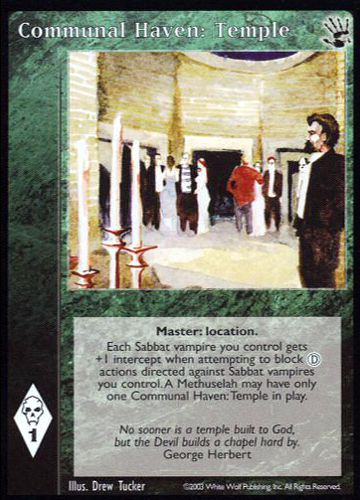 Communal Haven: Temple
Master: location.
Each Sabbat vampire you control gets
+1 intercept when attempting to block Ⓓ
actions directed against Sabbat vampires
you control. A Methuselah may have only
one Communal Haven: Temple in play.
No sooner is a temple built to God,
but the Devil builds a chapel hard by.
George Herbert
1
Illus. Drew Tucker
©2003 White Wolf Publishing, Inc. All Rights Reserved.